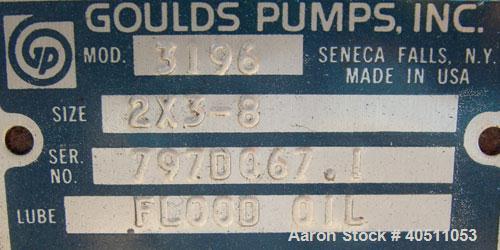 GOULDS PUMPS, INC.
MOD. 3196 SENECA FALLS, N.Y.
MADE IN USA
SIZE 2X3-8
SER. NO. 797D067.1
LUBE FLOOD OIL
Aaron Stock # 40511053